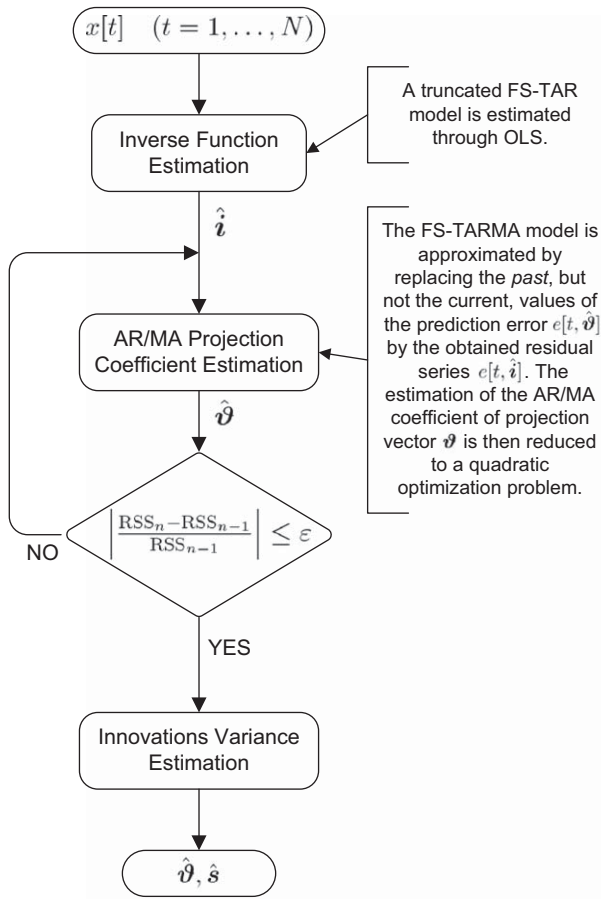 x[t] (t = 1, . . . , N)
A truncated FS-TAR
model is estimated
through OLS.
Inverse Function
Estimation
î
The FS-TARMA model is
approximated by
replacing the past, but
not the current, values of
the prediction error e[t, ϑ̂]
by the obtained residual
series e[t, î]. The
estimation of the AR/MA
coefficient of projection
vector ϑ is then reduced
to a quadratic
optimization problem.
AR/MA Projection
Coefficient Estimation
ϑ̂
|RSSₙ−RSSₙ₋₁ / RSSₙ₋₁| ≤ ε
NO
YES
Innovations Variance
Estimation
ϑ̂, ŝ